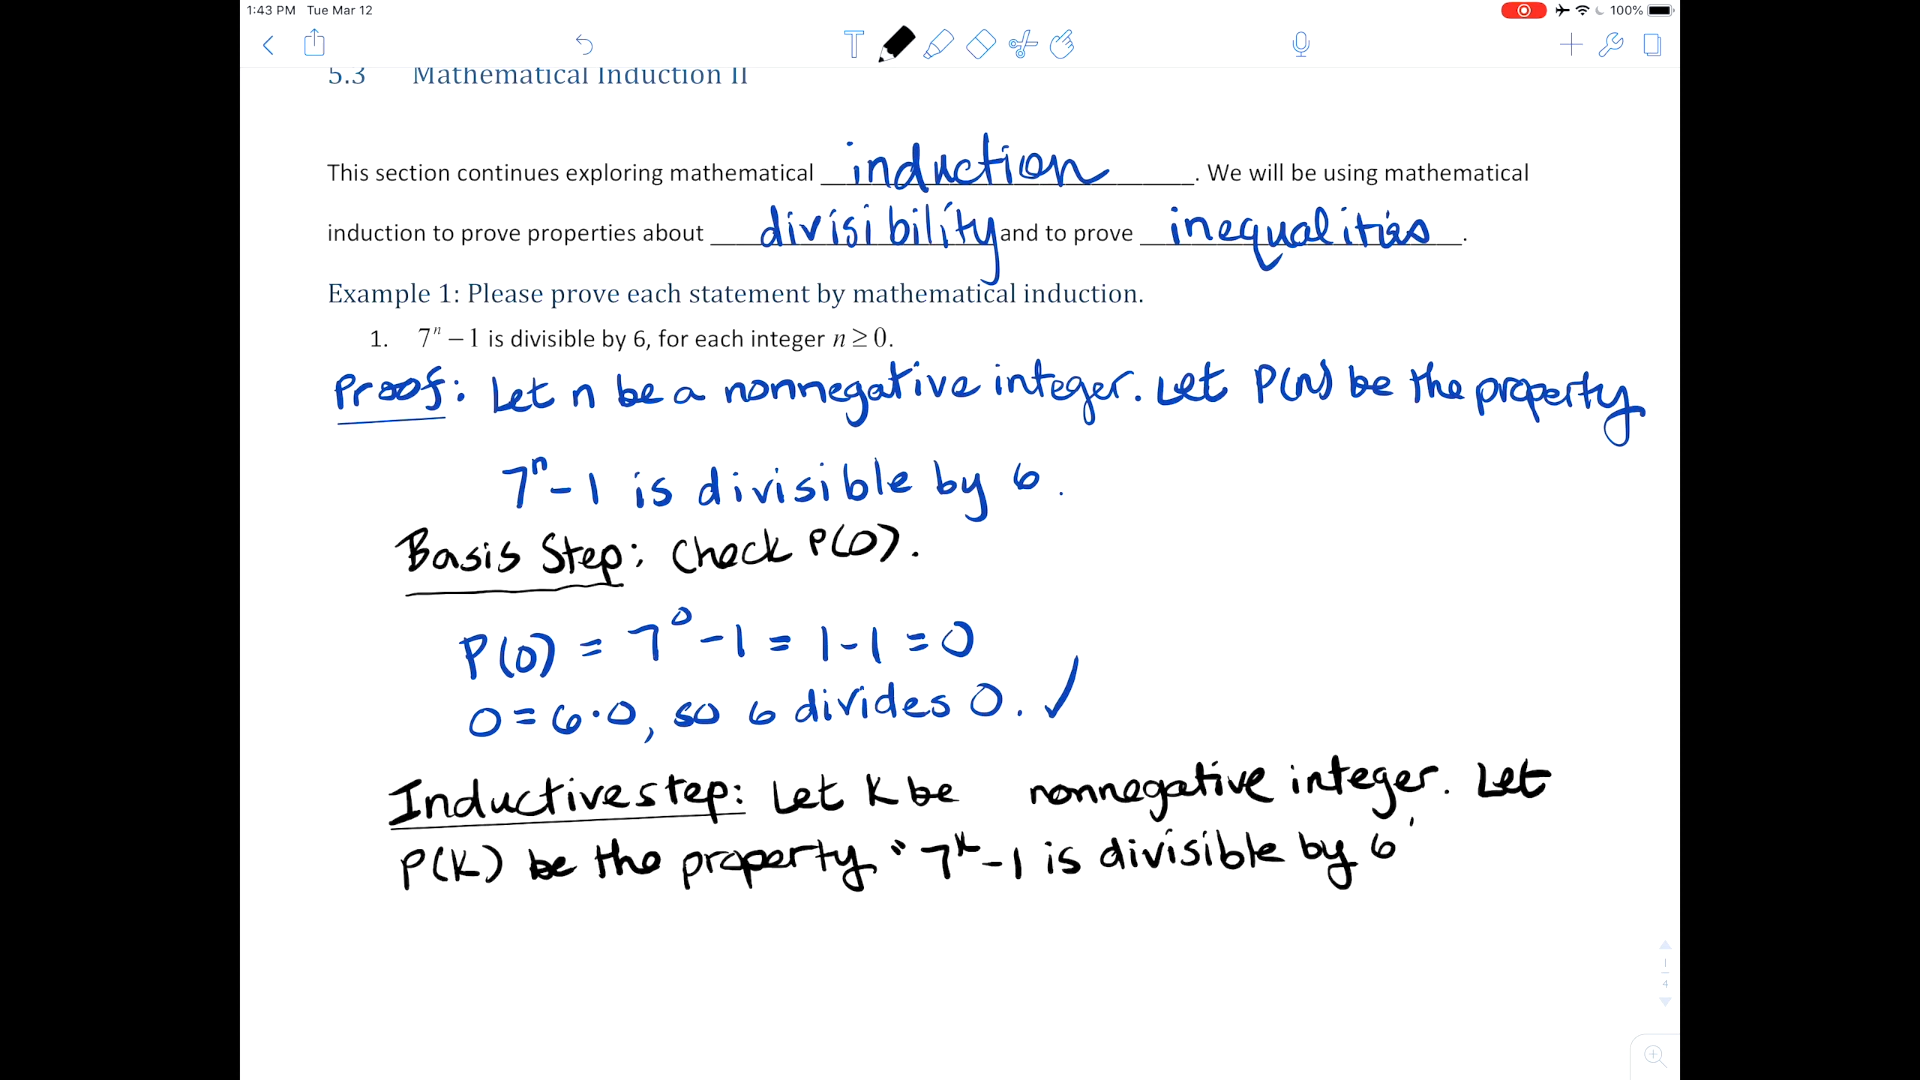 1:43 PM Tue Mar 12 100%
5.3 Mathematical Induction II
This section continues exploring mathematical induction. We will be using mathematical
induction to prove properties about divisibility and to prove inequalities.
Example 1: Please prove each statement by mathematical induction.
1. 7ⁿ − 1 is divisible by 6, for each integer n ≥ 0.
Proof: Let n be a nonnegative integer. Let P(n) be the property
7ⁿ - 1 is divisible by 6.
Basis Step: Check P(0).
P(0) = 7⁰ - 1 = 1 - 1 = 0
0 = 6·0, so 6 divides 0. ✓
Inductive step: Let k be nonnegative integer. Let
P(k) be the property "7ᵏ - 1 is divisible by 6'
1
4